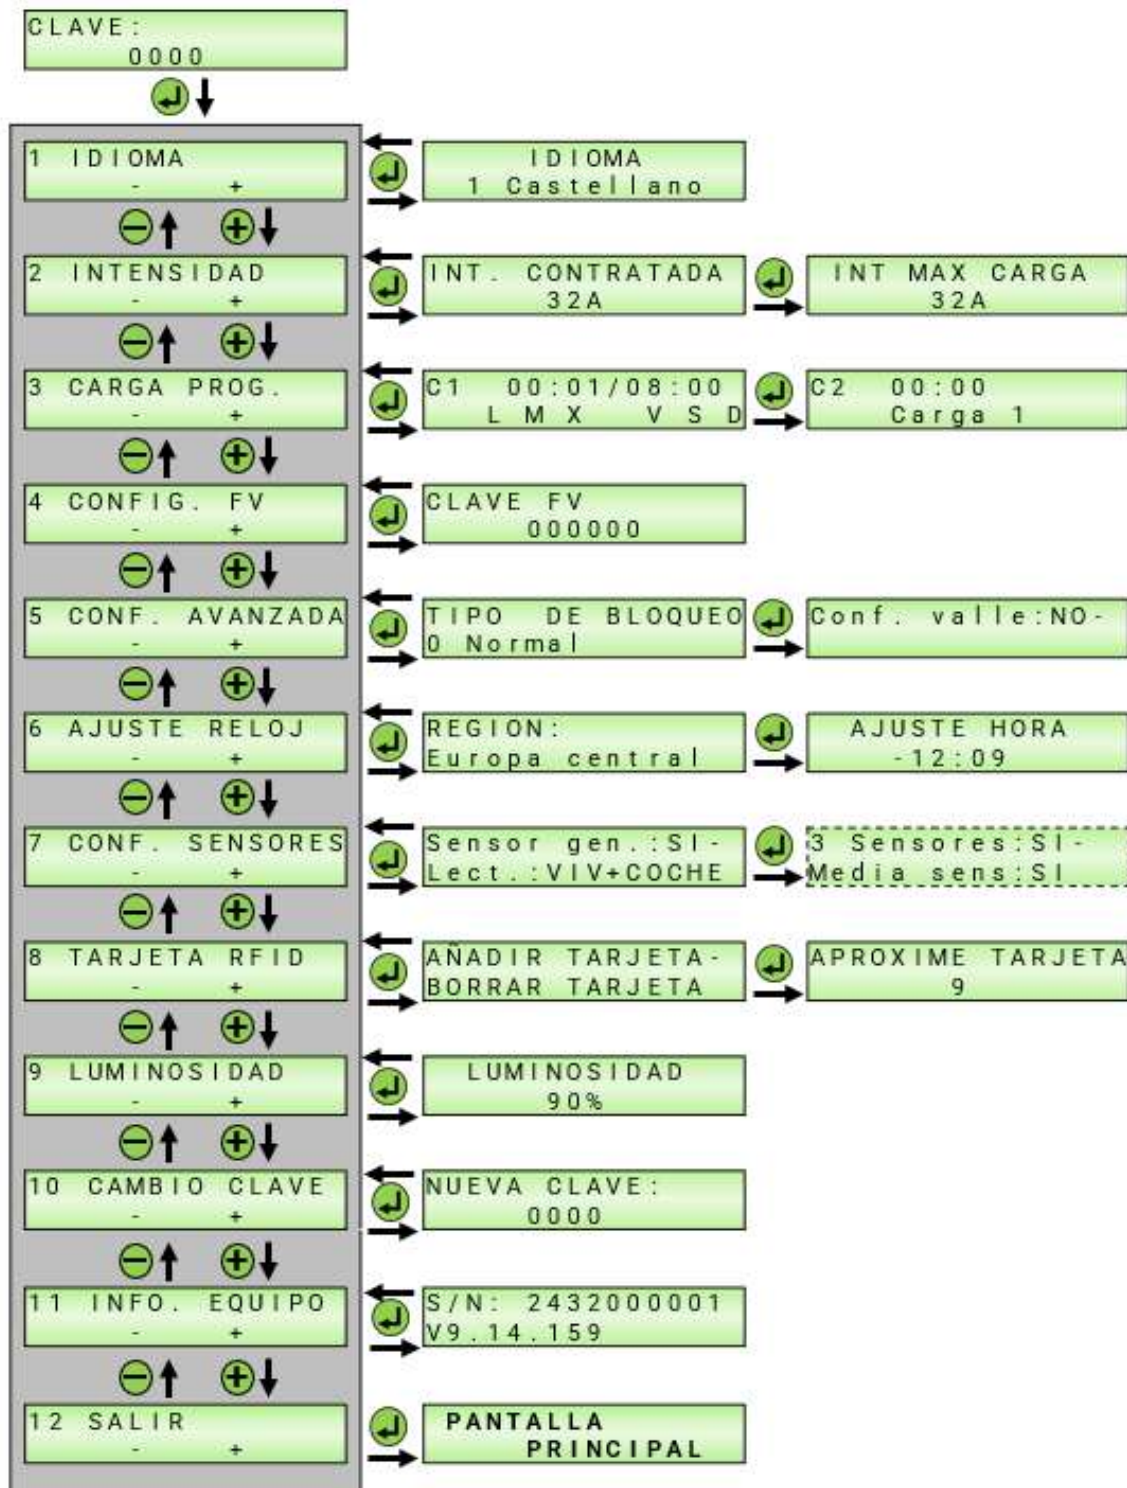 CLAVE:
0000
1 IDIOMA
- +
IDIOMA
1 Castellano
2 INTENSIDAD
- +
INT. CONTRATADA
32A
INT MAX CARGA
32A
3 CARGA PROG.
- +
C1 00:01/08:00
L M X V S D
C2 00:00
Carga 1
4 CONFIG. FV
- +
CLAVE FV
000000
5 CONF. AVANZADA
- +
TIPO DE BLOQUEO
0 Normal
Conf. valle:NO-
6 AJUSTE RELOJ
- +
REGION:
Europa central
AJUSTE HORA
-12:09
7 CONF. SENSORES
- +
Sensor gen.:SI-
Lect.:VIV+COCHE
3 Sensores:SI-
Media sens:SI
8 TARJETA RFID
- +
AÑADIR TARJETA-
BORRAR TARJETA
APROXIME TARJETA
9
9 LUMINOSIDAD
- +
LUMINOSIDAD
90%
10 CAMBIO CLAVE
- +
NUEVA CLAVE:
0000
11 INFO. EQUIPO
- +
S/N: 2432000001
V9.14.159
12 SALIR
- +
PANTALLA
PRINCIPAL